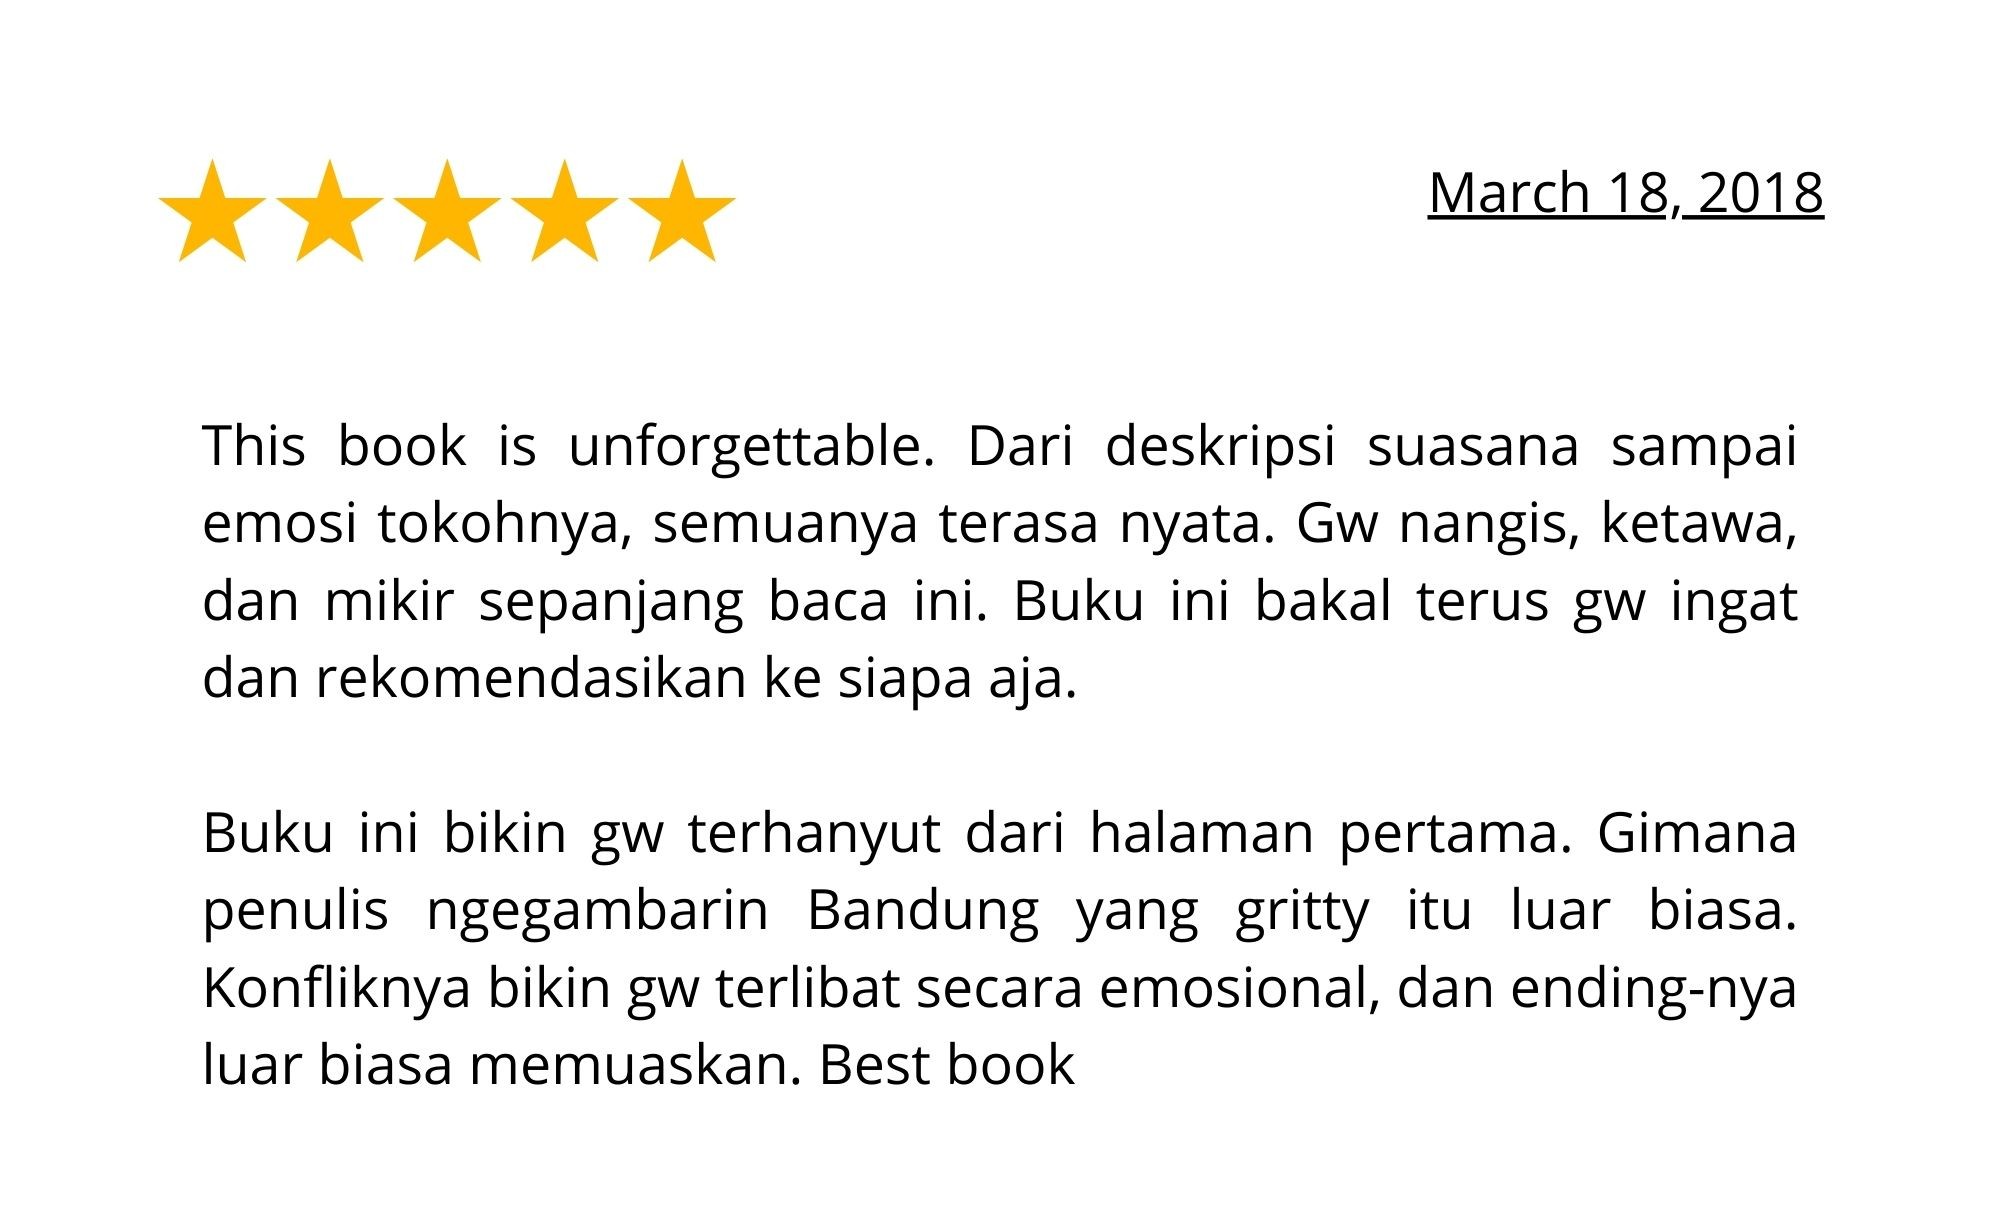 March 18, 2018
This book is unforgettable. Dari deskripsi suasana sampai
emosi tokohnya, semuanya terasa nyata. Gw nangis, ketawa,
dan mikir sepanjang baca ini. Buku ini bakal terus gw ingat
dan rekomendasikan ke siapa aja.
Buku ini bikin gw terhanyut dari halaman pertama. Gimana
penulis ngegambarin Bandung yang gritty itu luar biasa.
Konfliknya bikin gw terlibat secara emosional, dan ending-nya
luar biasa memuaskan. Best book